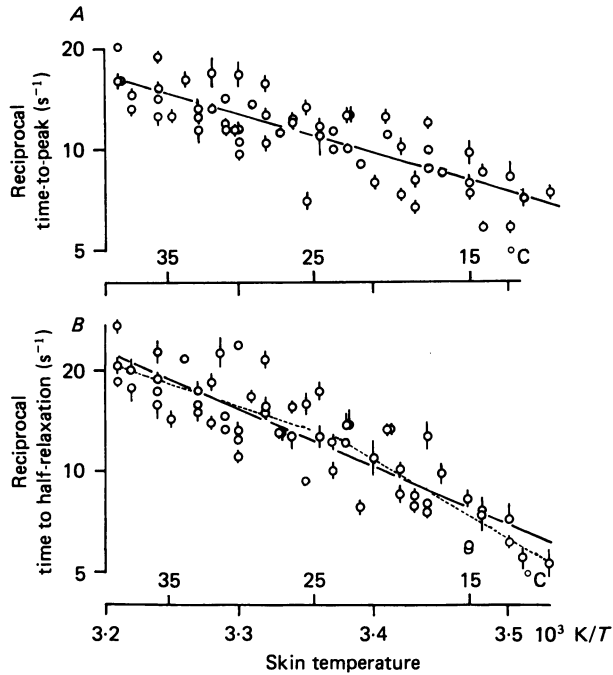 A
20
10
5
Reciprocal
time-to-peak (s⁻¹)
35 25 15 °C
B
20
10
5
Reciprocal
time to half-relaxation (s⁻¹)
35 25 15 °C
3·2 3·3 3·4 3·5 10³ K/T
Skin temperature